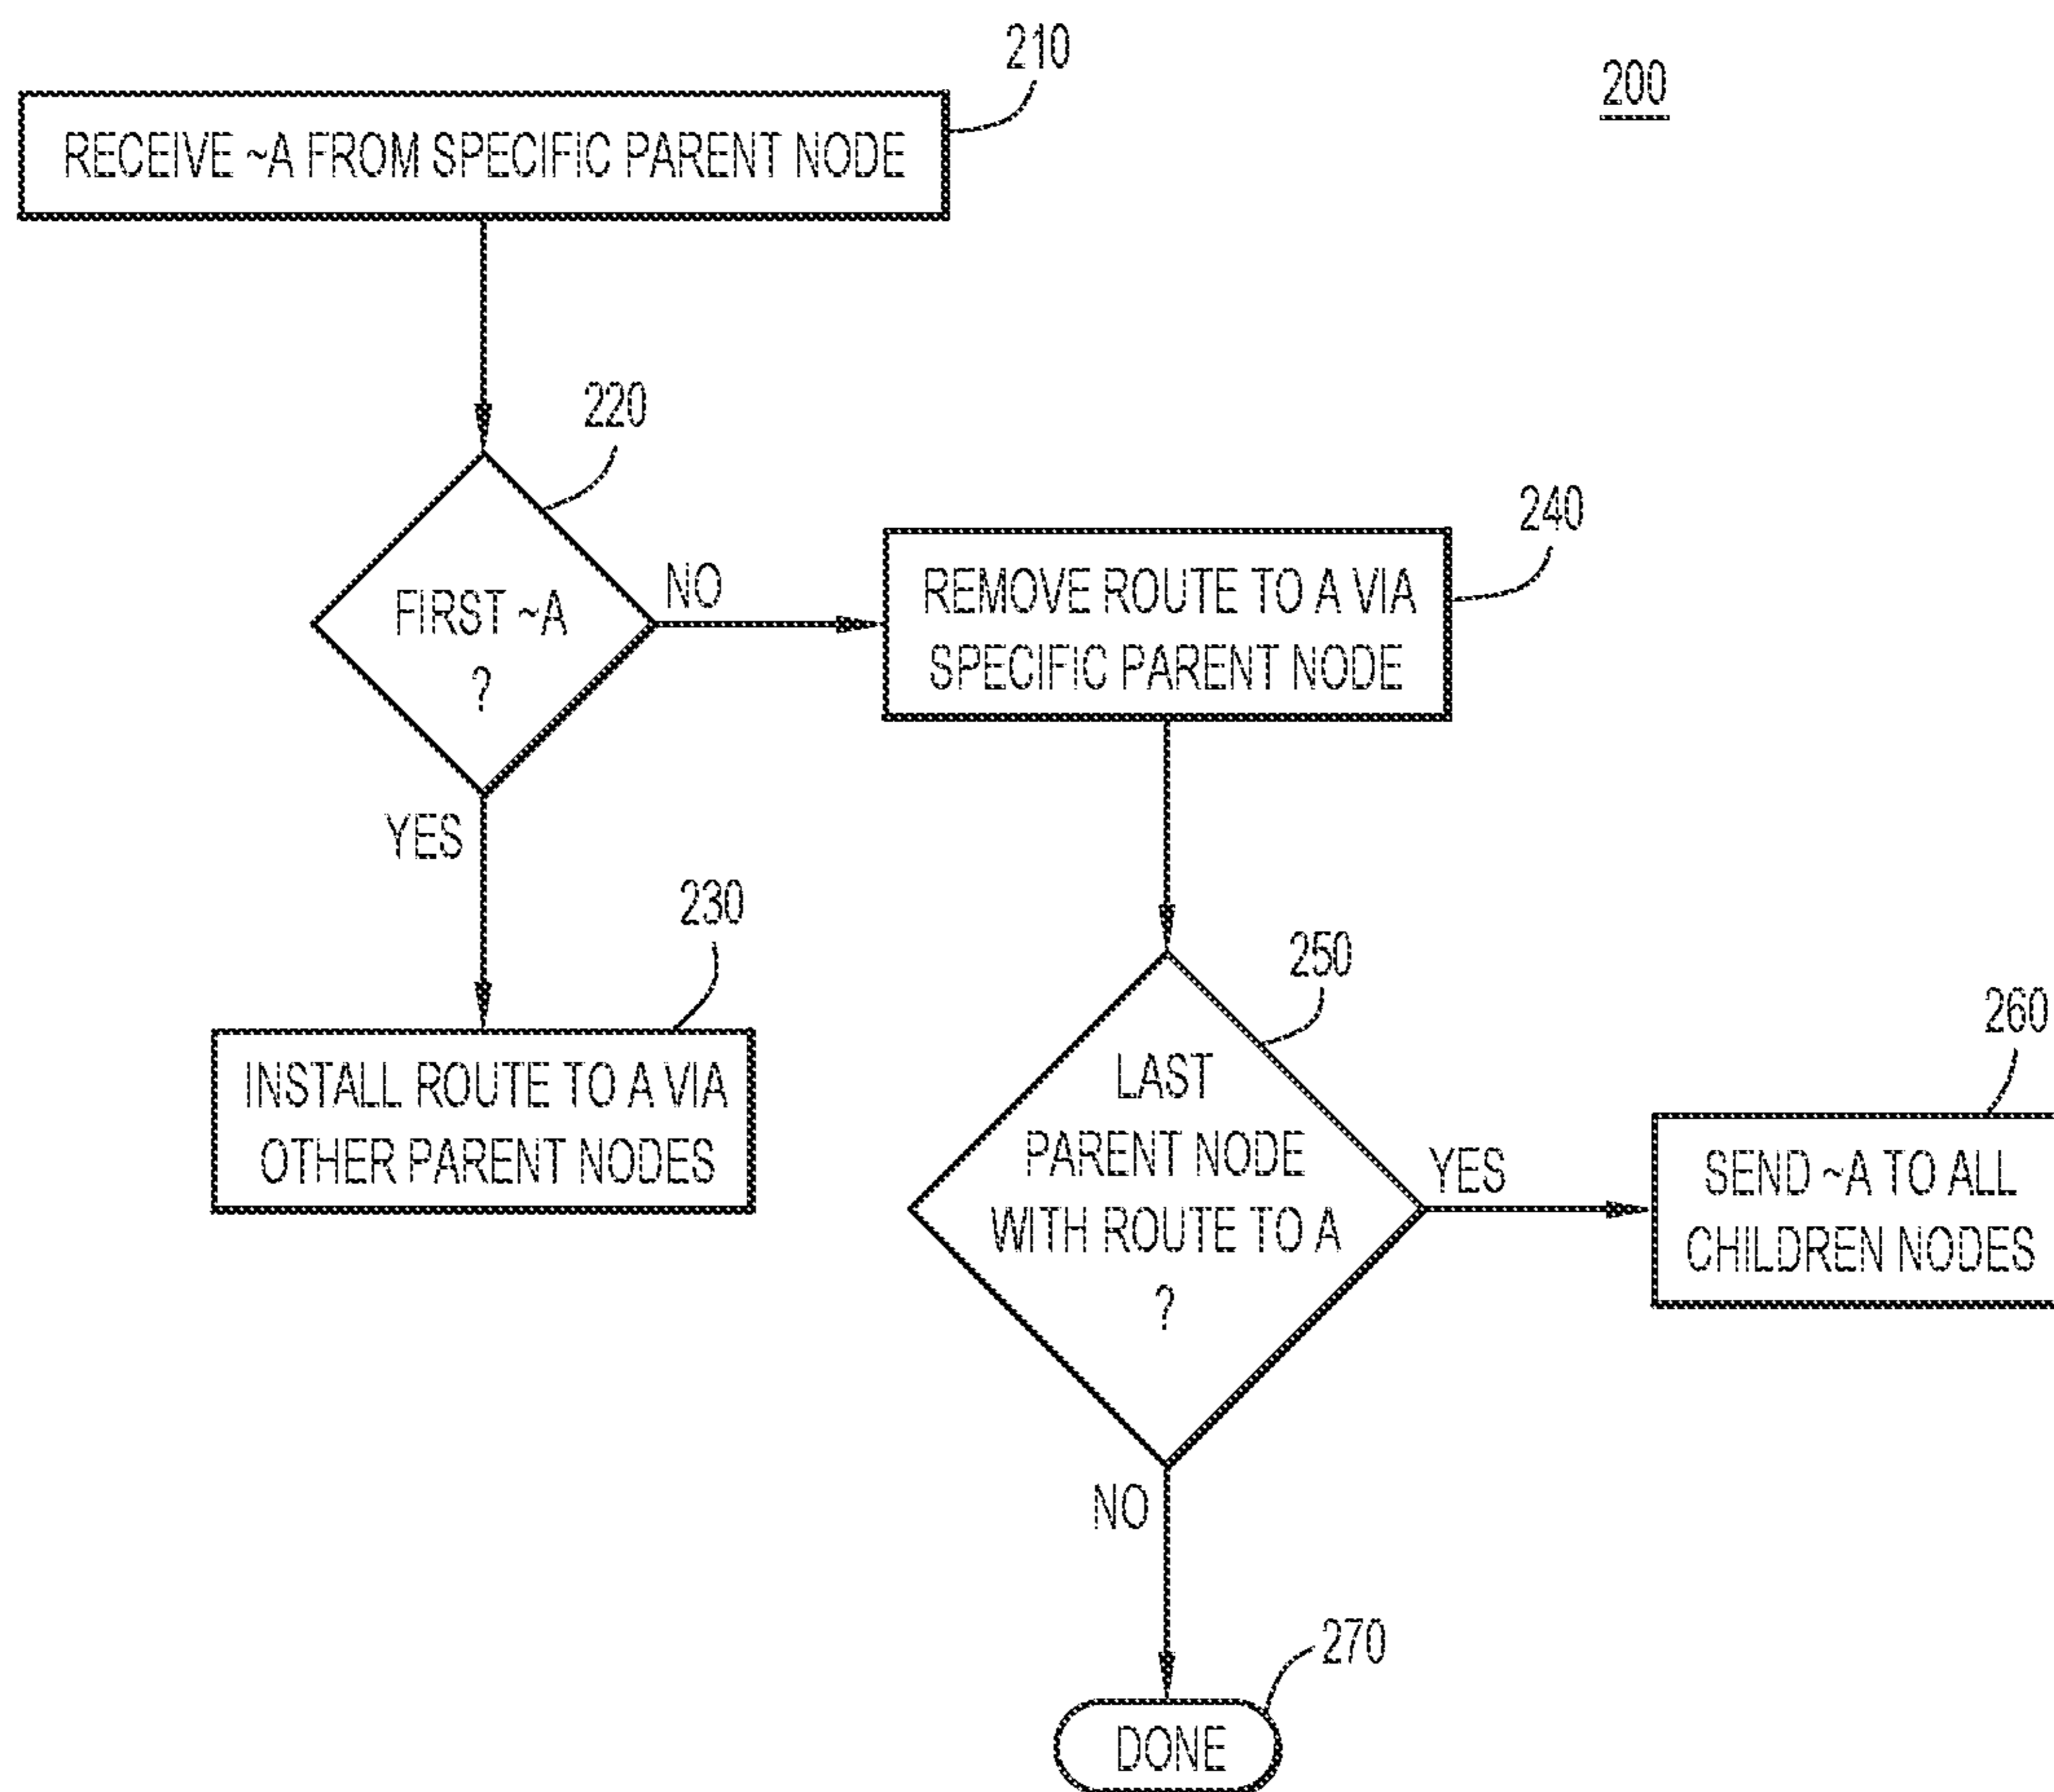 210
200
RECEIVE ~A FROM SPECIFIC PARENT NODE
220
FIRST ~A
?
NO
YES
240
REMOVE ROUTE TO A VIA
SPECIFIC PARENT NODE
230
INSTALL ROUTE TO A VIA
OTHER PARENT NODES
250
LAST
PARENT NODE
WITH ROUTE TO A
?
YES
NO
260
SEND ~A TO ALL
CHILDREN NODES
270
DONE